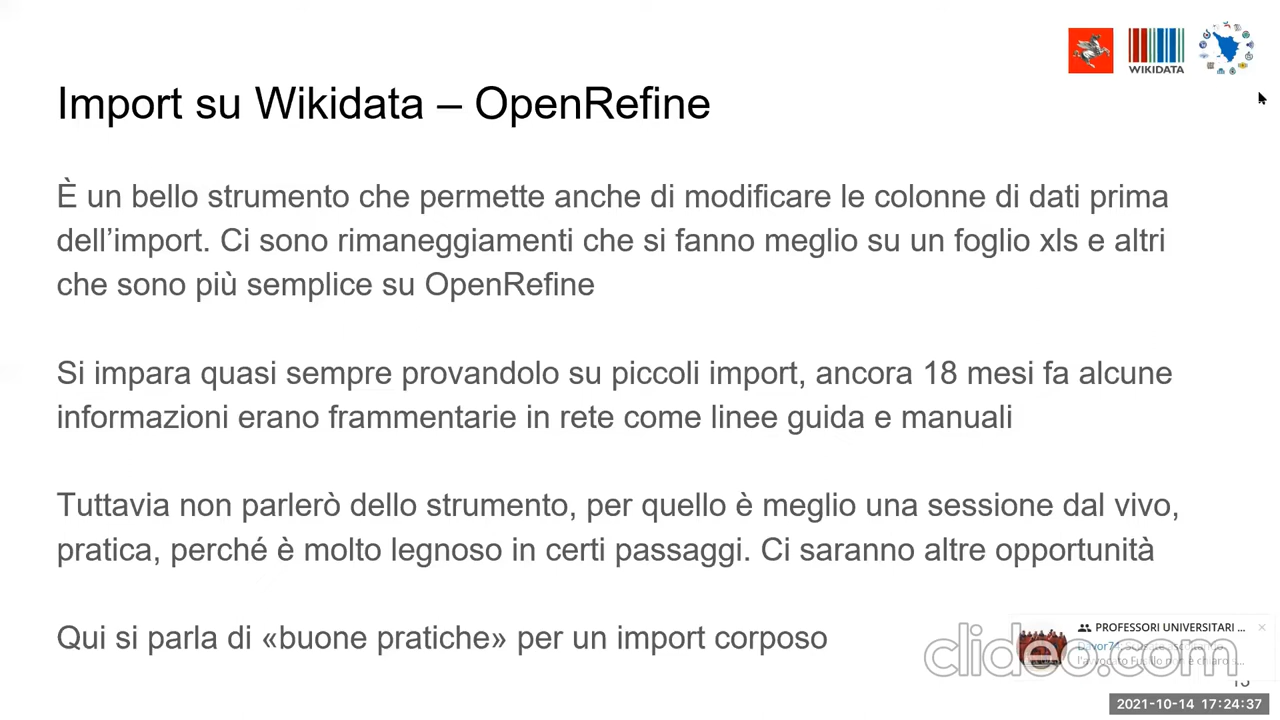 WIKIDATA
Import su Wikidata – OpenRefine
È un bello strumento che permette anche di modificare le colonne di dati prima
dell’import. Ci sono rimaneggiamenti che si fanno meglio su un foglio xls e altri
che sono più semplice su OpenRefine
Si impara quasi sempre provandolo su piccoli import, ancora 18 mesi fa alcune
informazioni erano frammentarie in rete come linee guida e manuali
Tuttavia non parlerò dello strumento, per quello è meglio una sessione dal vivo,
pratica, perché è molto legnoso in certi passaggi. Ci saranno altre opportunità
Qui si parla di «buone pratiche» per un import corposo
PROFESSORI UNIVERSITARI ...
clideo.com
2021-10-14 17:24:37